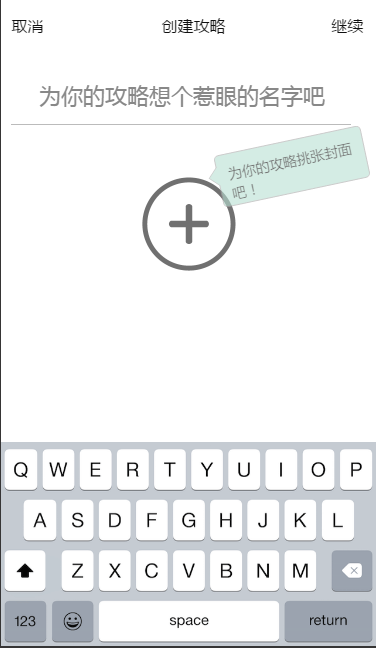 取消 创建攻略 继续
为你的攻略想个惹眼的名字吧
为你的攻略挑张封面
吧！
Q W E R T Y U I O P
A S D F G H J K L
Z X C V B N M
123 space return